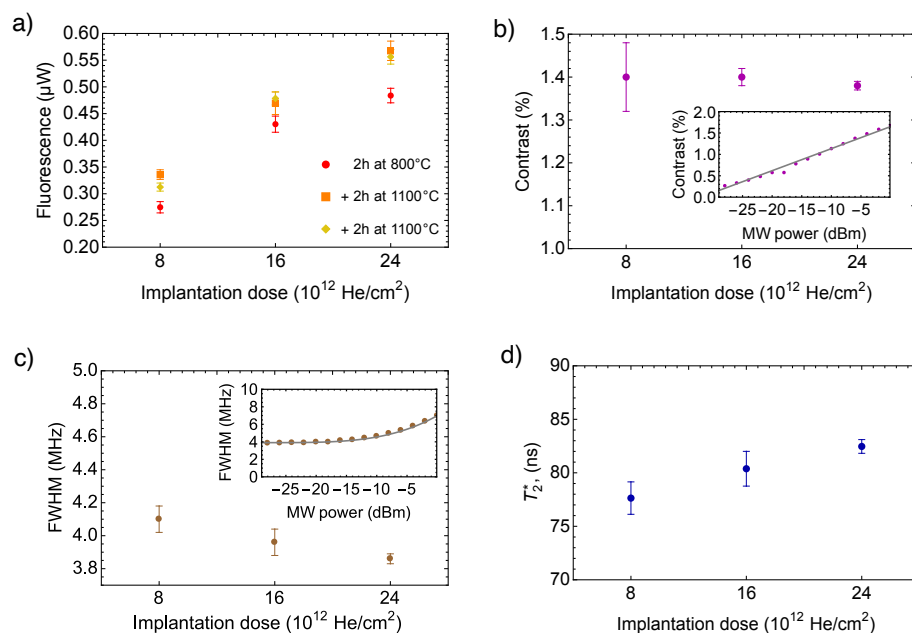 a)
Fluorescence (μW)
0.60
0.55
0.50
0.45
0.40
0.35
0.30
0.25
0.20
2h at 800°C
+ 2h at 1100°C
+ 2h at 1100°C
8 16 24
Implantation dose (10¹² He/cm²)
b)
Contrast (%)
1.5
1.4
1.3
1.2
1.1
1.0
Contrast (%)
2.0
1.5
1.0
0.5
0.0
−25 −20 −15 −10 −5
MW power (dBm)
8 16 24
Implantation dose (10¹² He/cm²)
c)
FWHM (MHz)
5.0
4.8
4.6
4.4
4.2
4.0
3.8
FWHM (MHz)
10
8
6
4
2
0
−25 −20 −15 −10 −5
MW power (dBm)
8 16 24
Implantation dose (10¹² He/cm²)
d)
T₂*, (ns)
90
85
80
75
70
8 16 24
Implantation dose (10¹² He/cm²)